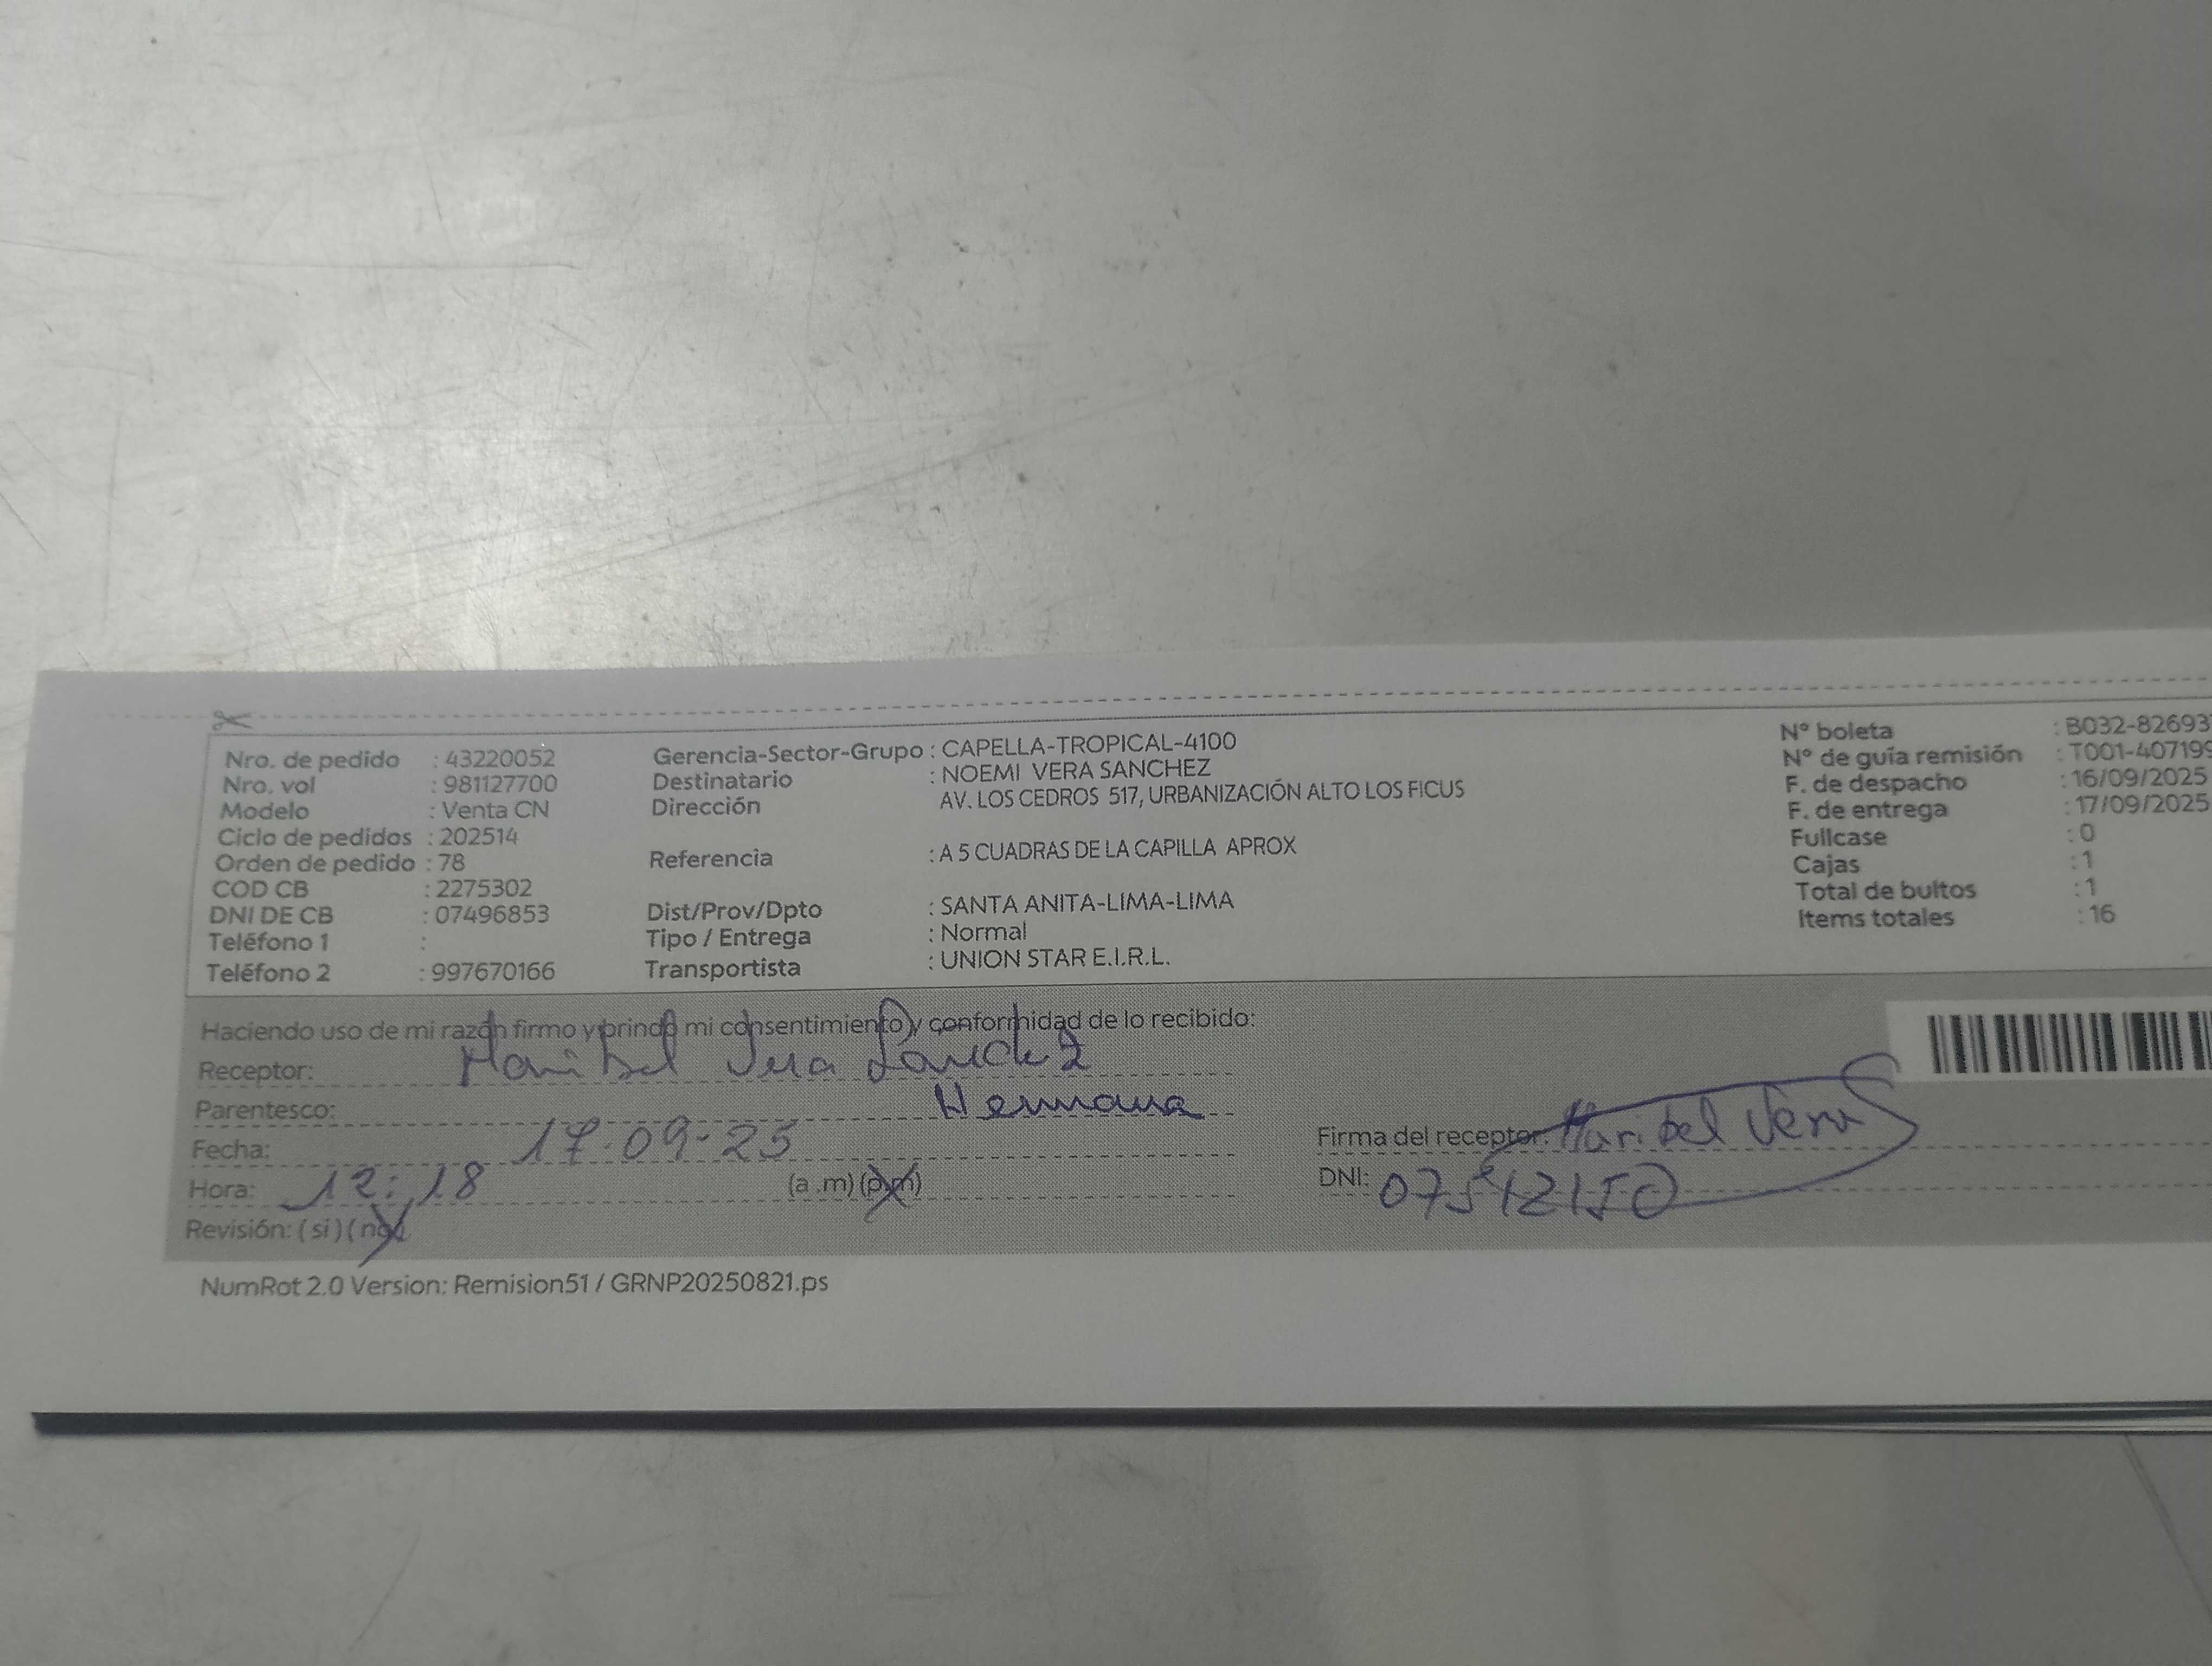 Nro. de pedido : 43220052
Nro. vol : 981127700
Modelo : Venta CN
Ciclo de pedidos : 202514
Orden de pedido : 78
COD CB : 2275302
DNI DE CB : 07496853
Teléfono 1 :
Teléfono 2 : 997670166
Gerencia-Sector-Grupo : CAPELLA-TROPICAL-4100
Destinatario : NOEMI VERA SANCHEZ
Dirección AV. LOS CEDROS 517, URBANIZACIÓN ALTO LOS FICUS
Referencia : A 5 CUADRAS DE LA CAPILLA APROX
Dist/Prov/Dpto : SANTA ANITA-LIMA-LIMA
Tipo / Entrega : Normal
Transportista : UNION STAR E.I.R.L.
N° boleta : B032-82693
N° de guía remisión : T001-407199
F. de despacho : 16/09/2025
F. de entrega : 17/09/2025
Fullcase : 0
Cajas : 1
Total de bultos : 1
Items totales : 16
Haciendo uso de mi razón firmo y brindo mi consentimiento y conformidad de lo recibido:
Receptor: Maribel Vera Sanchez
Parentesco: Hermana
Fecha: 17-09-25
Hora: 12:18 (a .m) (p.m)
Revisión: ( si ) ( no )
Firma del receptor: Maribel Vera S
DNI:
NumRot 2.0 Version: Remision51 / GRNP20250821.ps